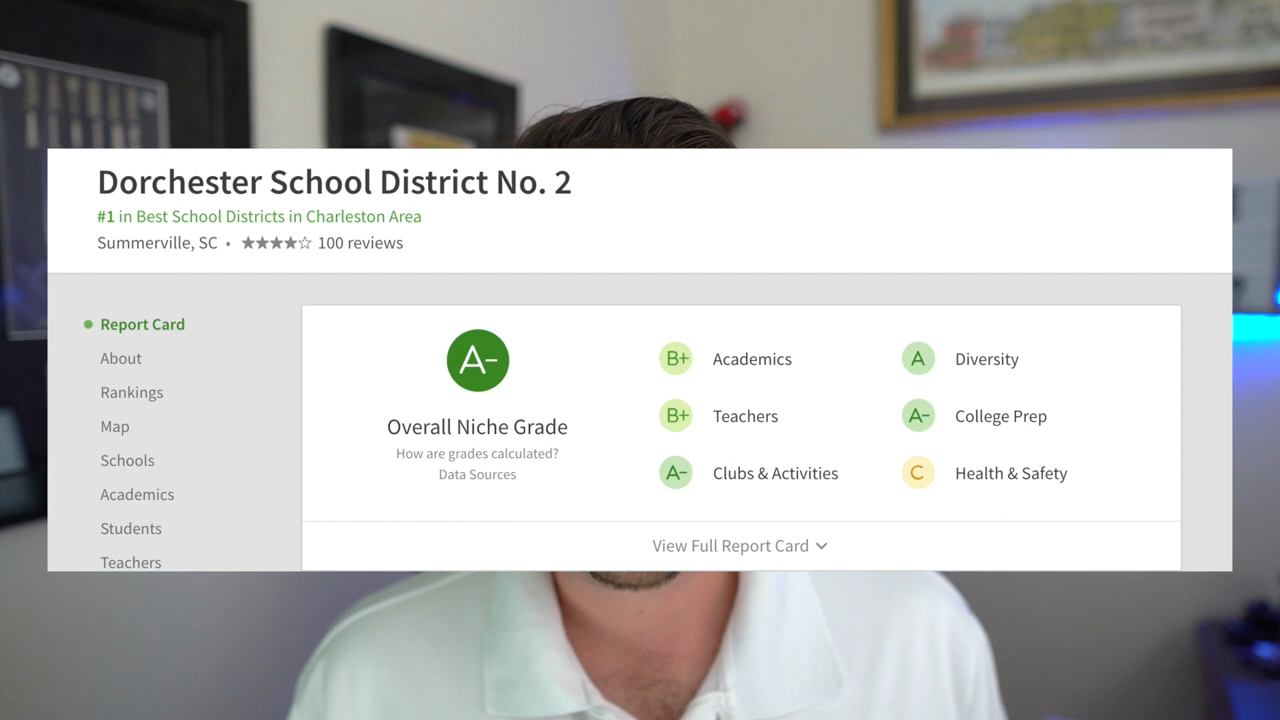 Dorchester School District No. 2
#1 in Best School Districts in Charleston Area
Summerville, SC • ★★★★☆ 100 reviews
Report Card
About
Rankings
Map
Schools
Academics
Students
Teachers
A-
Overall Niche Grade
How are grades calculated?
Data Sources
B+ Academics
B+ Teachers
A- Clubs & Activities
A Diversity
A- College Prep
C Health & Safety
View Full Report Card